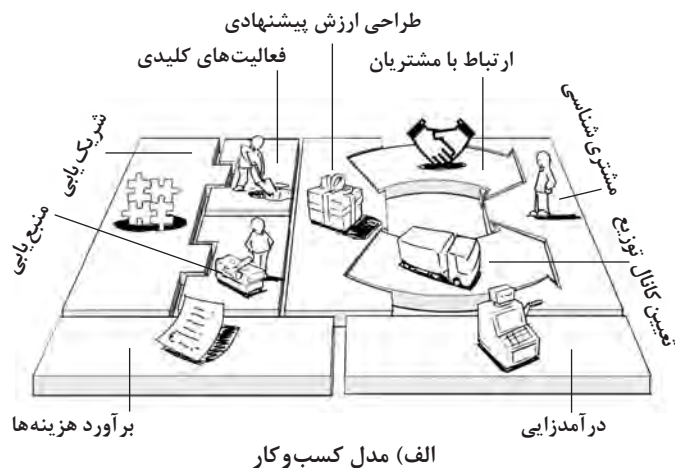 طراحی ارزش پیشنهادی
فعالیت‌های کلیدی
ارتباط با مشتریان
شریک یابی
مشتری شناسی
منبع‌یابی
تعیین کانال توزیع
برآورد هزینه‌ها
درآمدزایی
الف) مدل کسب‌وکار